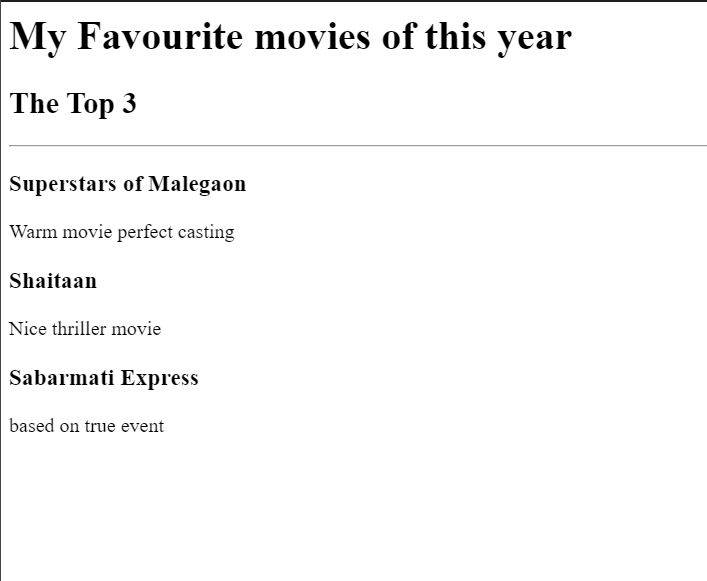 My Favourite movies of this year
The Top 3
Superstars of Malegaon
Warm movie perfect casting
Shaitaan
Nice thriller movie
Sabarmati Express
based on true event